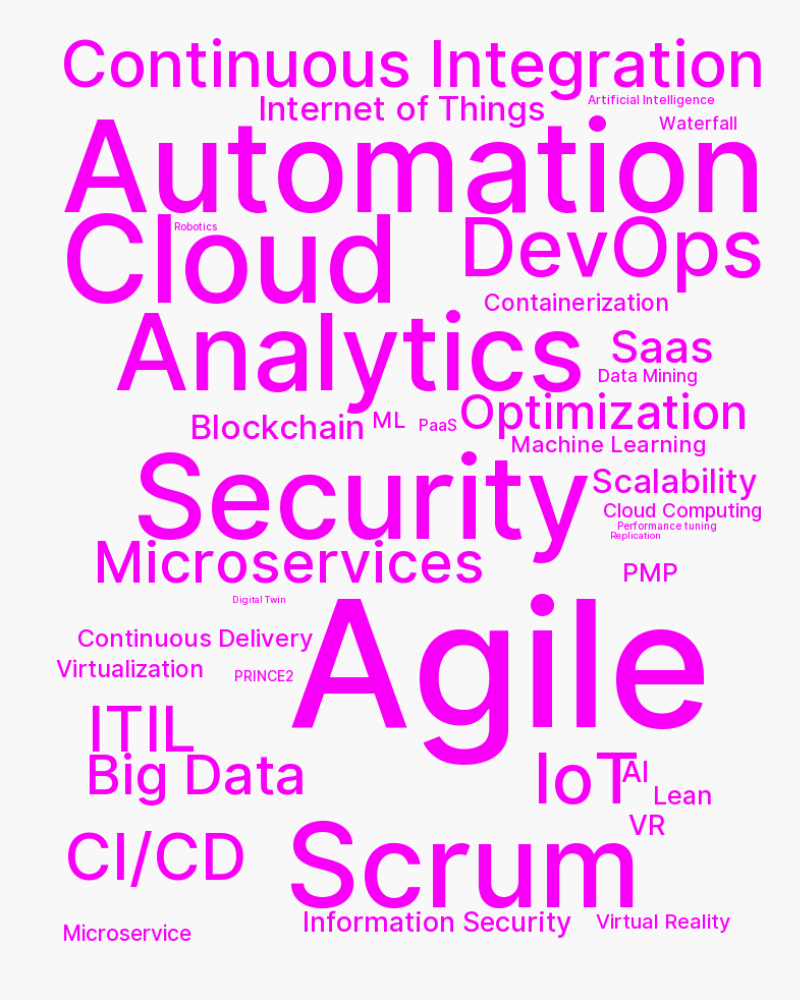 Continuous Integration
Internet of Things
Artificial Intelligence
Waterfall
Automation
Cloud
Robotics
DevOps
Containerization
Analytics
Saas
Data Mining
Optimization
Blockchain
ML
PaaS
Machine Learning
Security
Scalability
Cloud Computing
Performance tuning
Replication
Microservices
PMP
Digital Twin
Agile
Continuous Delivery
Virtualization
PRINCE2
ITIL
Big Data
IoT
AI
Lean
VR
CI/CD
Scrum
Information Security
Virtual Reality
Microservice